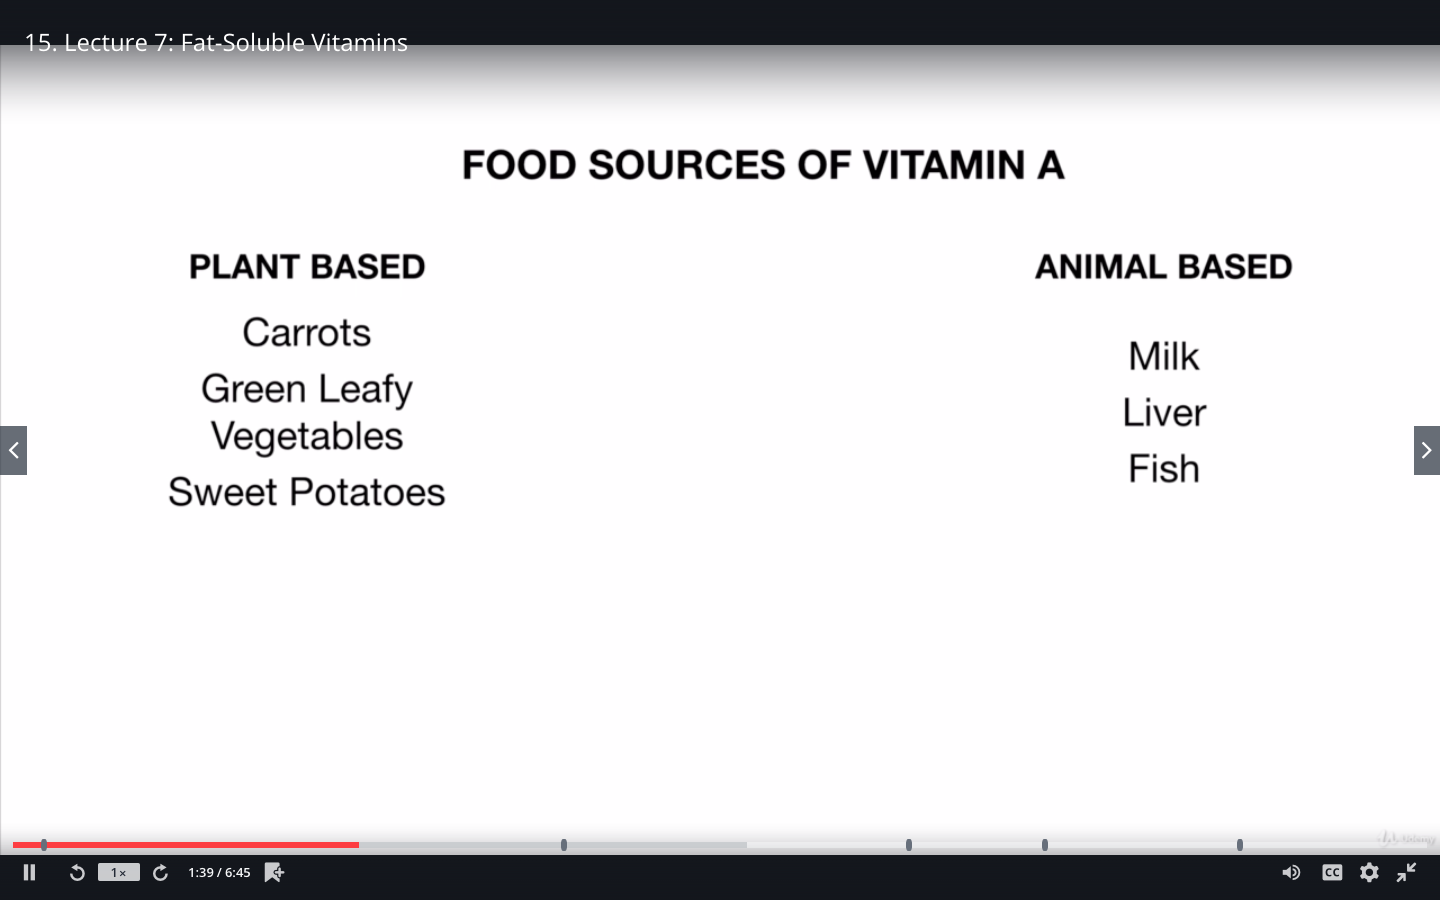 15. Lecture 7: Fat-Soluble Vitamins
FOOD SOURCES OF VITAMIN A
PLANT BASED
Carrots
Green Leafy
Vegetables
Sweet Potatoes
ANIMAL BASED
Milk
Liver
Fish
1×
1:39 / 6:45
CC